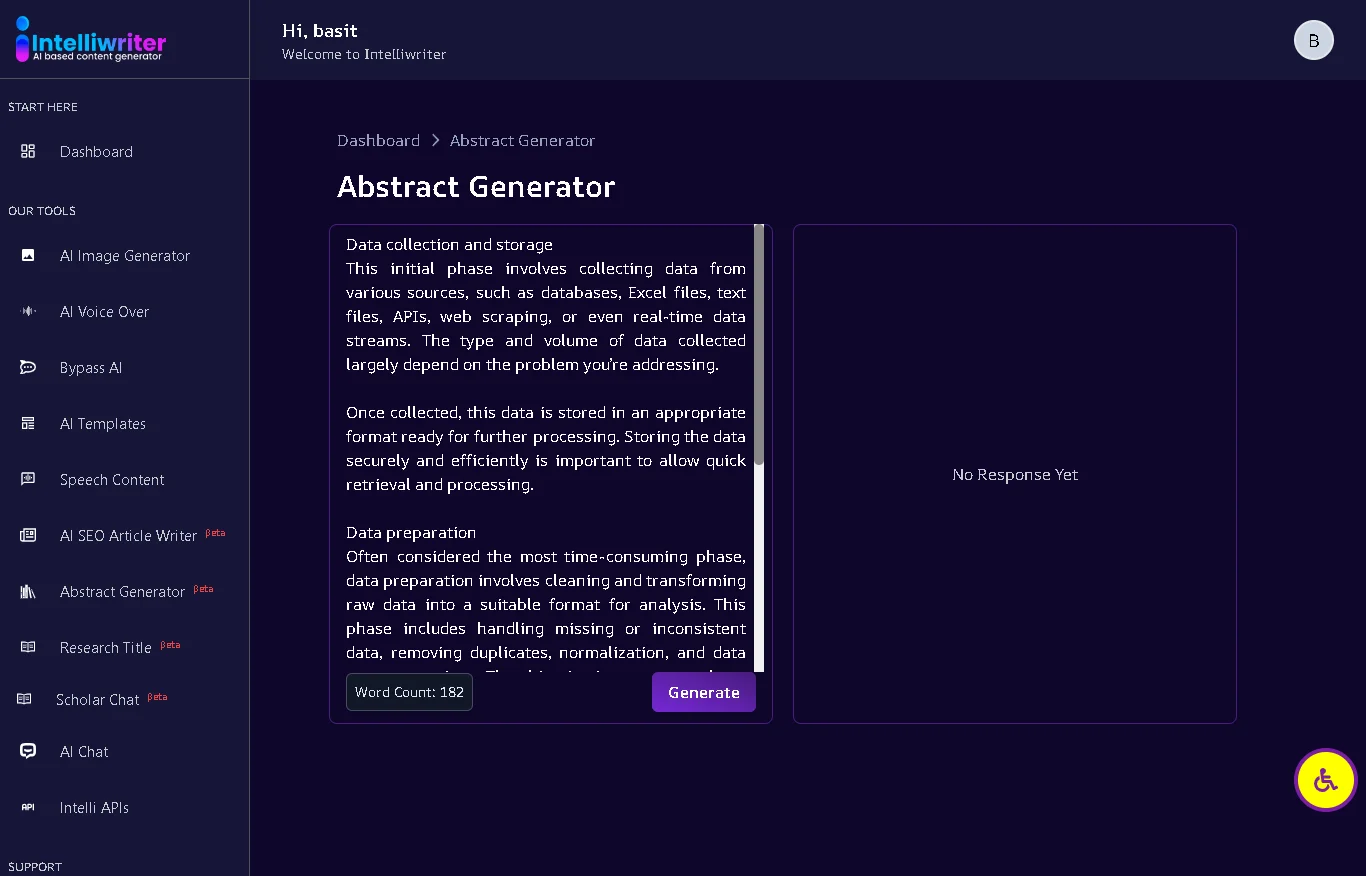 Intelliwriter
AI based content generator
Hi, basit
Welcome to Intelliwriter
B
START HERE
Dashboard
OUR TOOLS
AI Image Generator
AI Voice Over
Bypass AI
AI Templates
Speech Content
AI SEO Article Writer βeta
Abstract Generator βeta
Research Title βeta
Scholar Chat βeta
AI Chat
API Intelli APIs
SUPPORT
Dashboard > Abstract Generator
Abstract Generator
Data collection and storage
This initial phase involves collecting data from
various sources, such as databases, Excel files, text
files, APIs, web scraping, or even real-time data
streams. The type and volume of data collected
largely depend on the problem you’re addressing.
Once collected, this data is stored in an appropriate
format ready for further processing. Storing the data
securely and efficiently is important to allow quick
retrieval and processing.
Data preparation
Often considered the most time-consuming phase,
data preparation involves cleaning and transforming
raw data into a suitable format for analysis. This
phase includes handling missing or inconsistent
data, removing duplicates, normalization, and data
Word Count: 182
Generate
No Response Yet